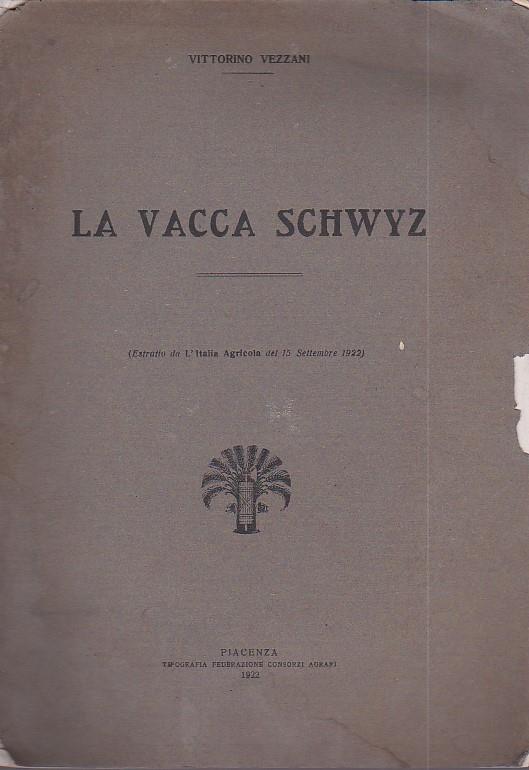 VITTORINO VEZZANI
LA VACCA SCHWYZ
(Estratto da L'Italia Agricola del 15 Settembre 1922)
PIACENZA
TIPOGRAFIA FEDERAZIONE CONSORZI AGRARI
1922